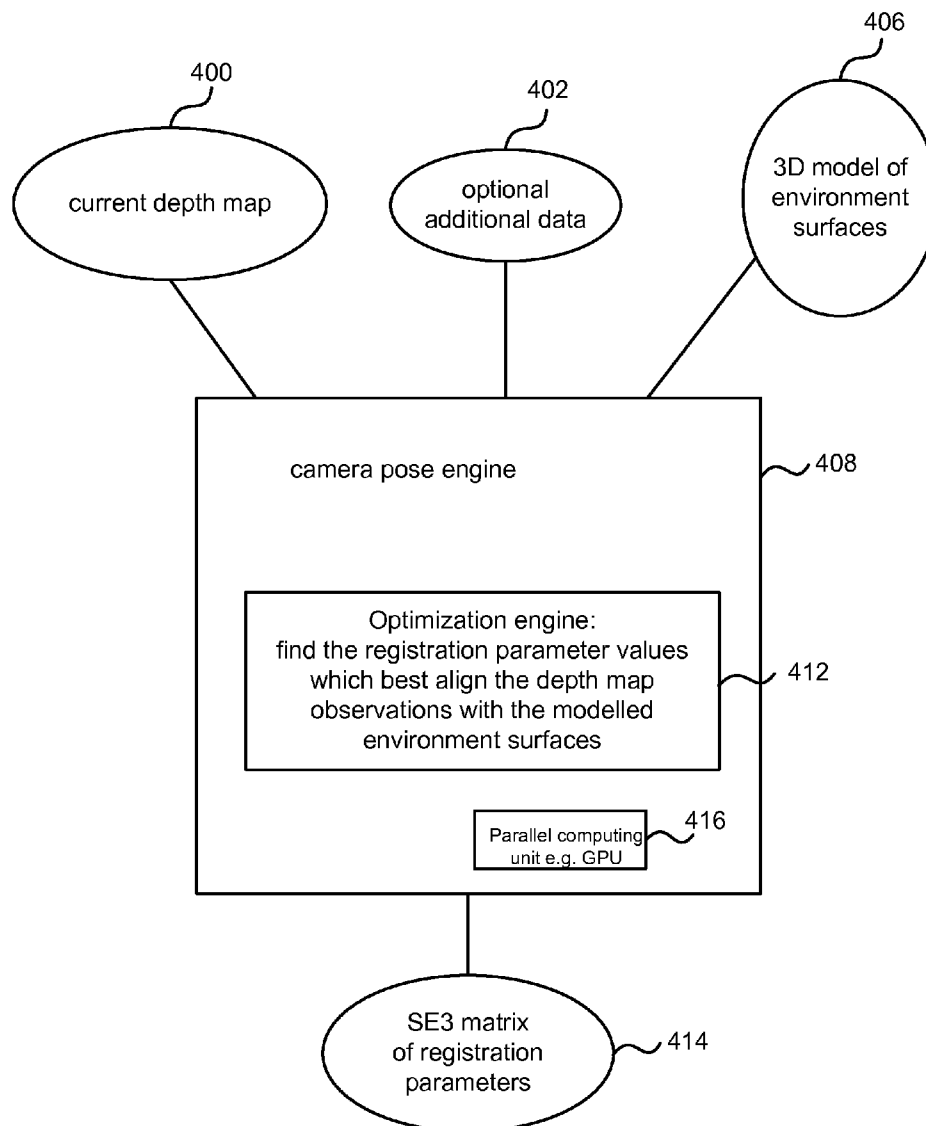 406
400
402
current depth map
optional
additional data
3D model of
environment
surfaces
camera pose engine
408
Optimization engine:
find the registration parameter values
which best align the depth map
observations with the modelled
environment surfaces
412
Parallel computing
unit e.g. GPU
416
SE3 matrix
of registration
parameters
414